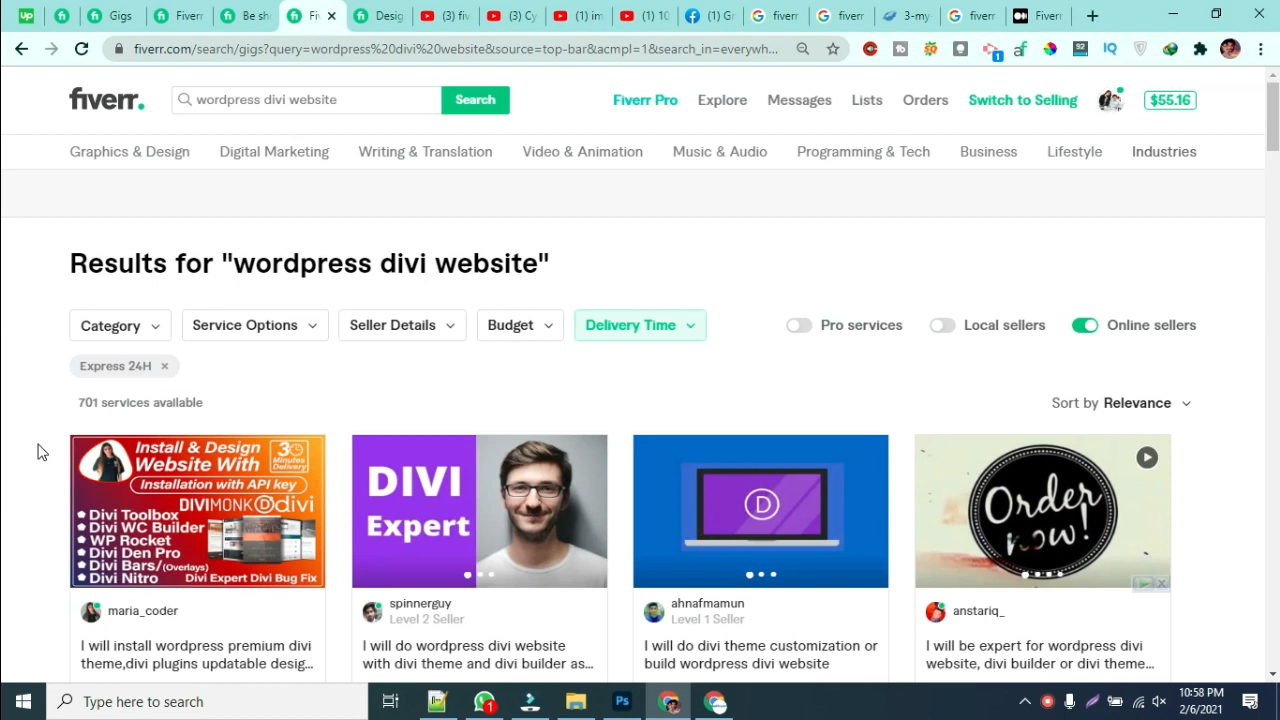 Up
Fi
Fiverr
Be
Fi
Desig
(3) fiv
(3) C
(1) im
(1) 10
(1) Gr
fiverr
fiverr
3-my
fiverr
Fiverr
fiverr.com/search/gigs?query=wordpress%20divi%20website&source=top-bar&acmpl=1&search_in=everywh...
fiverr.
wordpress divi website
Search
Fiverr Pro
Explore
Messages
Lists
Orders
Switch to Selling
$55.16
Graphics & Design
Digital Marketing
Writing & Translation
Video & Animation
Music & Audio
Programming & Tech
Business
Lifestyle
Industries
Results for "wordpress divi website"
Category
Service Options
Seller Details
Budget
Delivery Time
Pro services
Local sellers
Online sellers
Express 24H
701 services available
Sort by Relevance
Install & Design
Website With
3
Minutes
Delivery
Installation with API key
DIVIMONK divi
Divi Toolbox
Divi WC Builder
WP Rocket
Divi Den Pro
Divi Bars/(Overlays)
Divi Nitro
Divi Expert Divi Bug Fix
DIVI
Expert
D
Order
now!
maria_coder
spinnerguy
Level 2 Seller
ahnafmamun
Level 1 Seller
anstariq_
I will install wordpress premium divi
theme,divi plugins updatable desig...
I will do wordpress divi website
with divi theme and divi builder as...
I will do divi theme customization or
build wordpress divi website
I will be expert for wordpress divi
website, divi builder or divi theme...
Type here to search
1
Ps
10:58 PM
2/6/2021